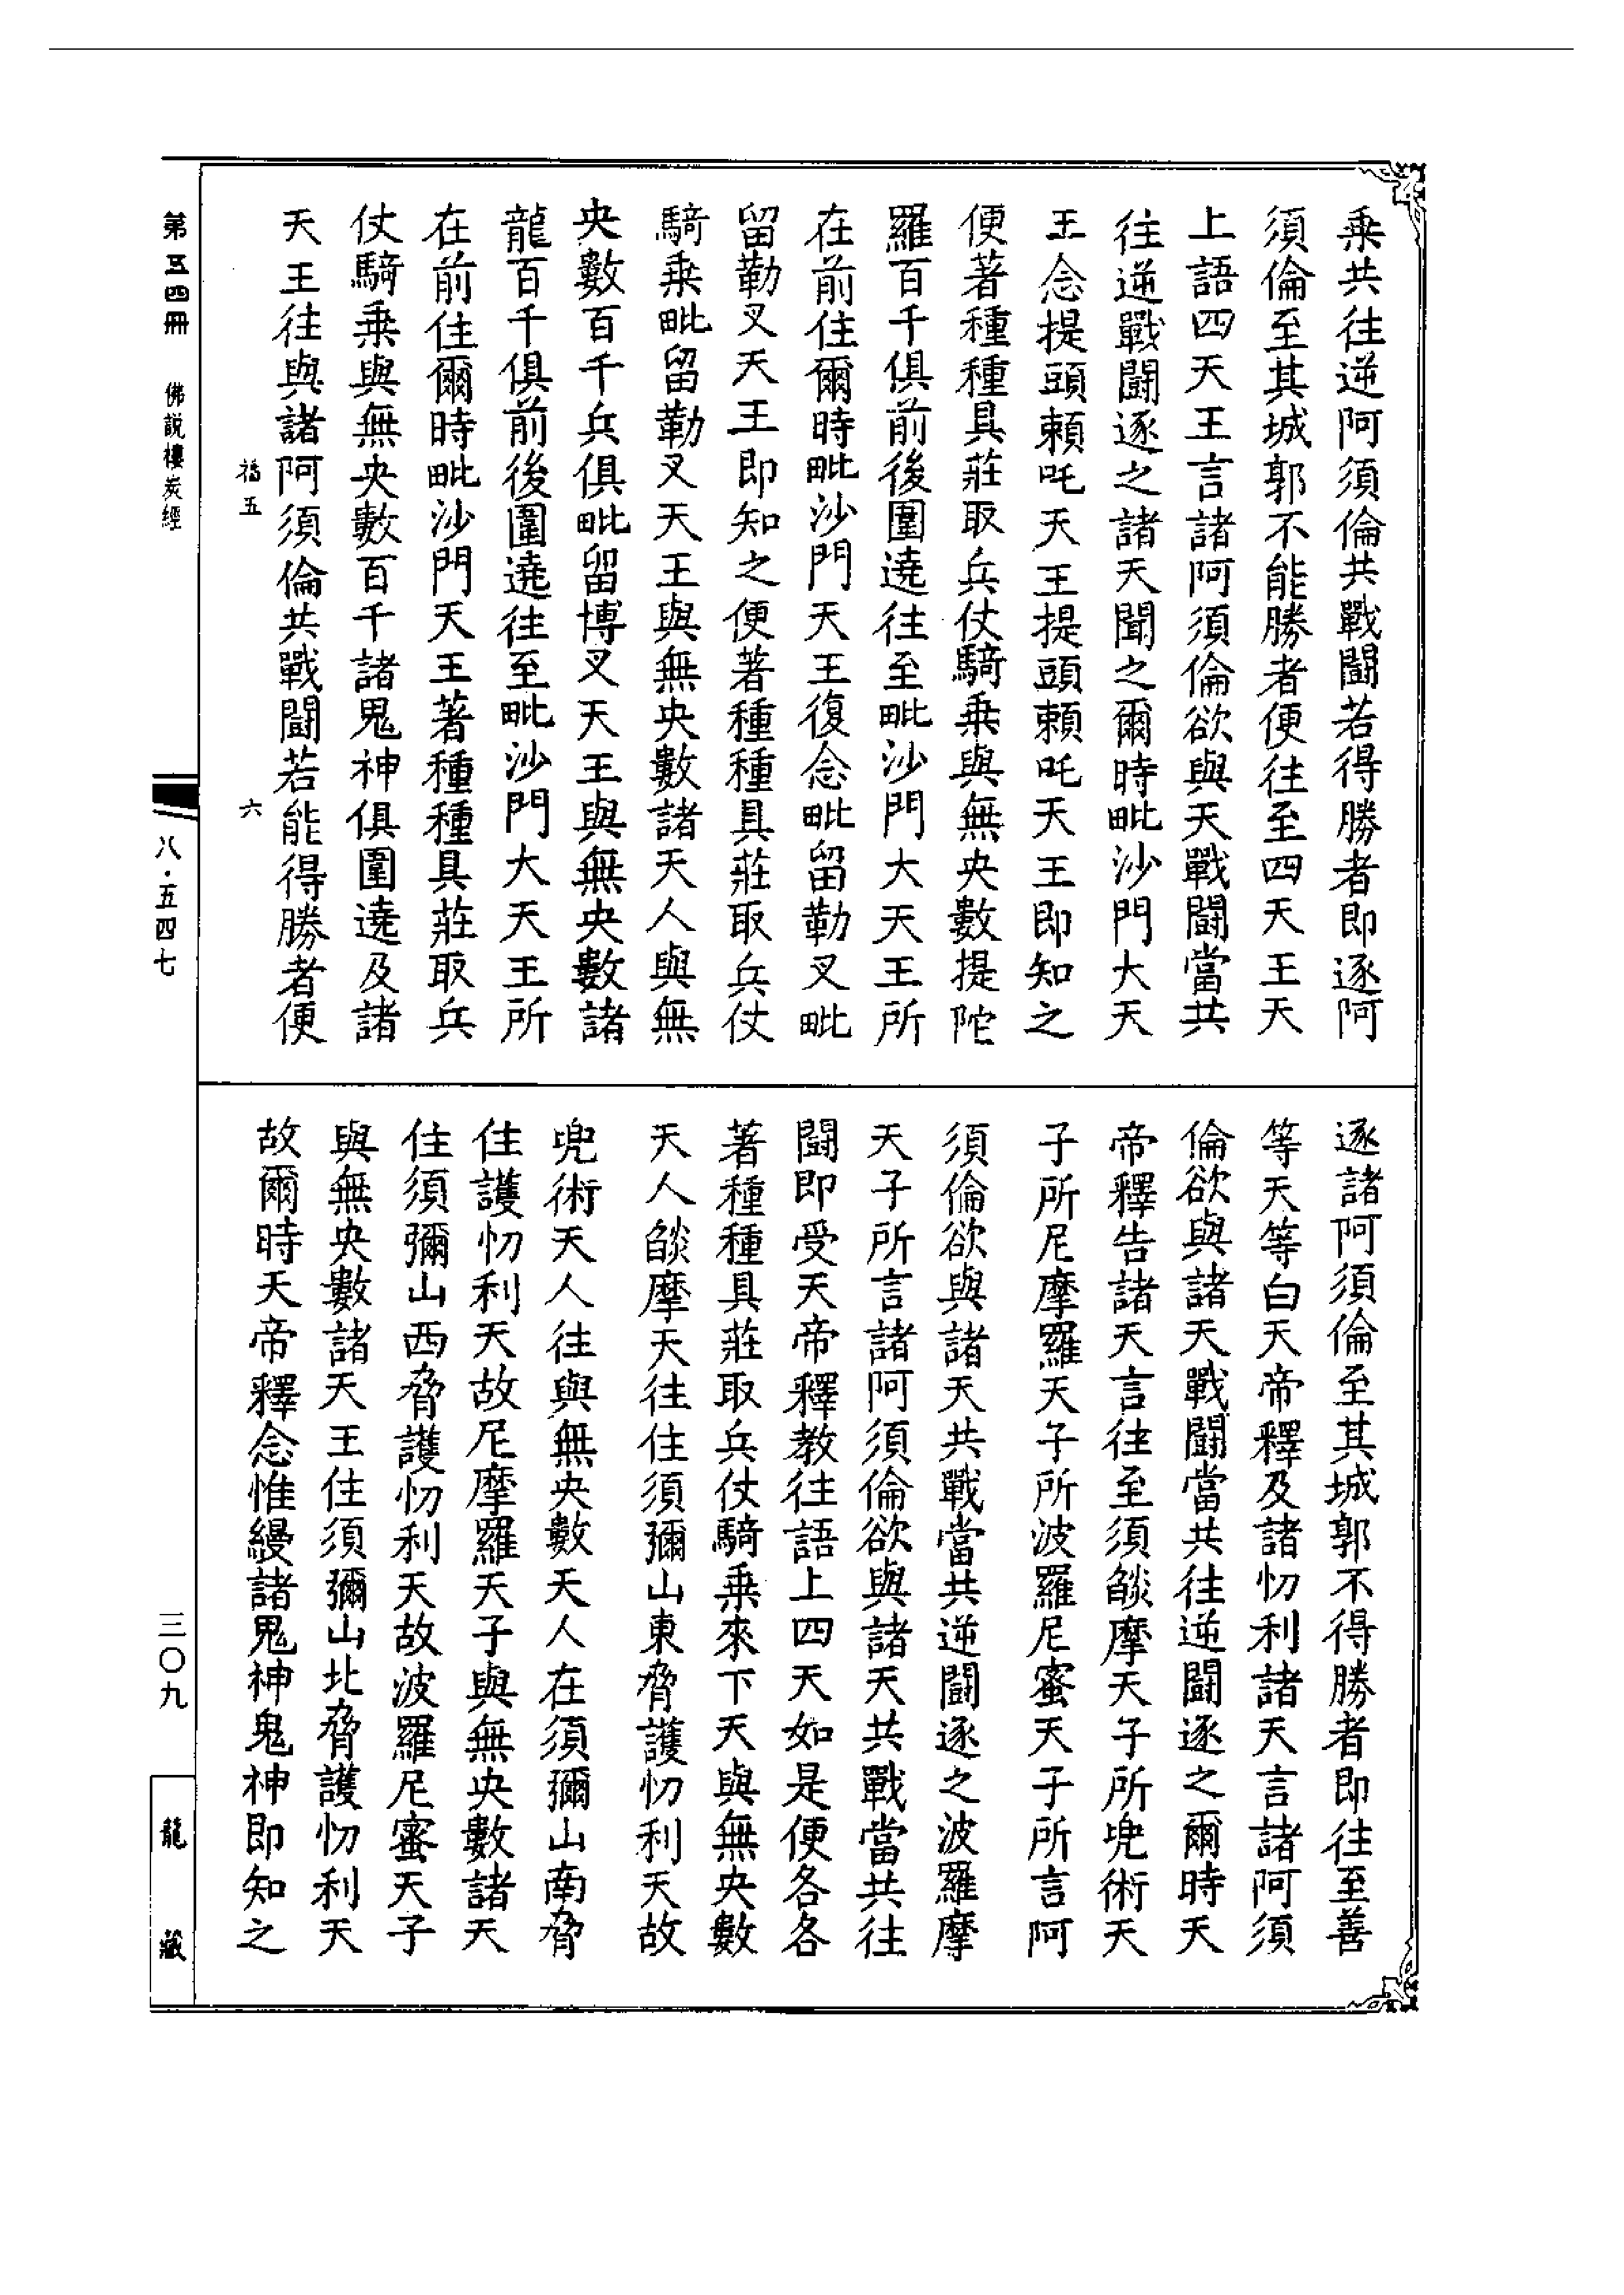 乗共往逆阿須倫共戰鬪若得勝者即逐阿
須倫至其城郭不能勝者便往至四天王天
上語四天王言諸阿須倫欲與天戰鬪當共
往逆戰鬪逐之諸天聞之爾時毗沙門大天
王念提頭賴吒天王提頭賴吒天王即知之
便著種種具莊取兵仗騎乗與無央數提陀
羅百千俱前後圍遶往至毗沙門大天王所
在前住爾時毗沙門天王復念毗留勒叉毗
留勒叉天王即知之便著種種具莊取兵仗
騎乗毗留勒叉天王與無央數諸天人與無
央數百千兵俱毗留博叉天王與無央數諸
龍百千俱前後圍遶往至毗沙門大天王所
在前住爾時毗沙門天王著種種具莊取兵
仗騎乗與無央數百千諸鬼神俱圍遶及諸
天王往與諸阿須倫共戰鬪若能得勝者便
福五
六
逐諸阿須倫至其城郭不得勝者即往至善
等天等白天帝釋及諸忉利諸天言諸阿須
倫欲與諸天戰鬪當共往逆鬪逐之爾時天
帝釋告諸天言往至須燄摩天子所兠術天
子所尼摩羅天子所波羅尼蜜天子所言阿
須倫欲與諸天共戰當共逆鬪逐之波羅摩
天子所言諸阿須倫欲與諸天共戰當共往
鬪即受天帝釋教往語上四天如是便各各
著種種具莊取兵仗騎乗來下天與無央數
天人燄摩天往住須彌山東脅護忉利天故
兠術天人往與無央數天人在須彌山南脅
住護忉利天故尼摩羅天子與無央數諸天
住須彌山西脅護忉利天故波羅尼蜜天子
與無央數諸天王住須彌山北脅護忉利天
故爾時天帝釋念惟縵諸鬼神鬼神即知之
第三四冊　佛説樓炭經
八·五四七
三〇九
龍藏